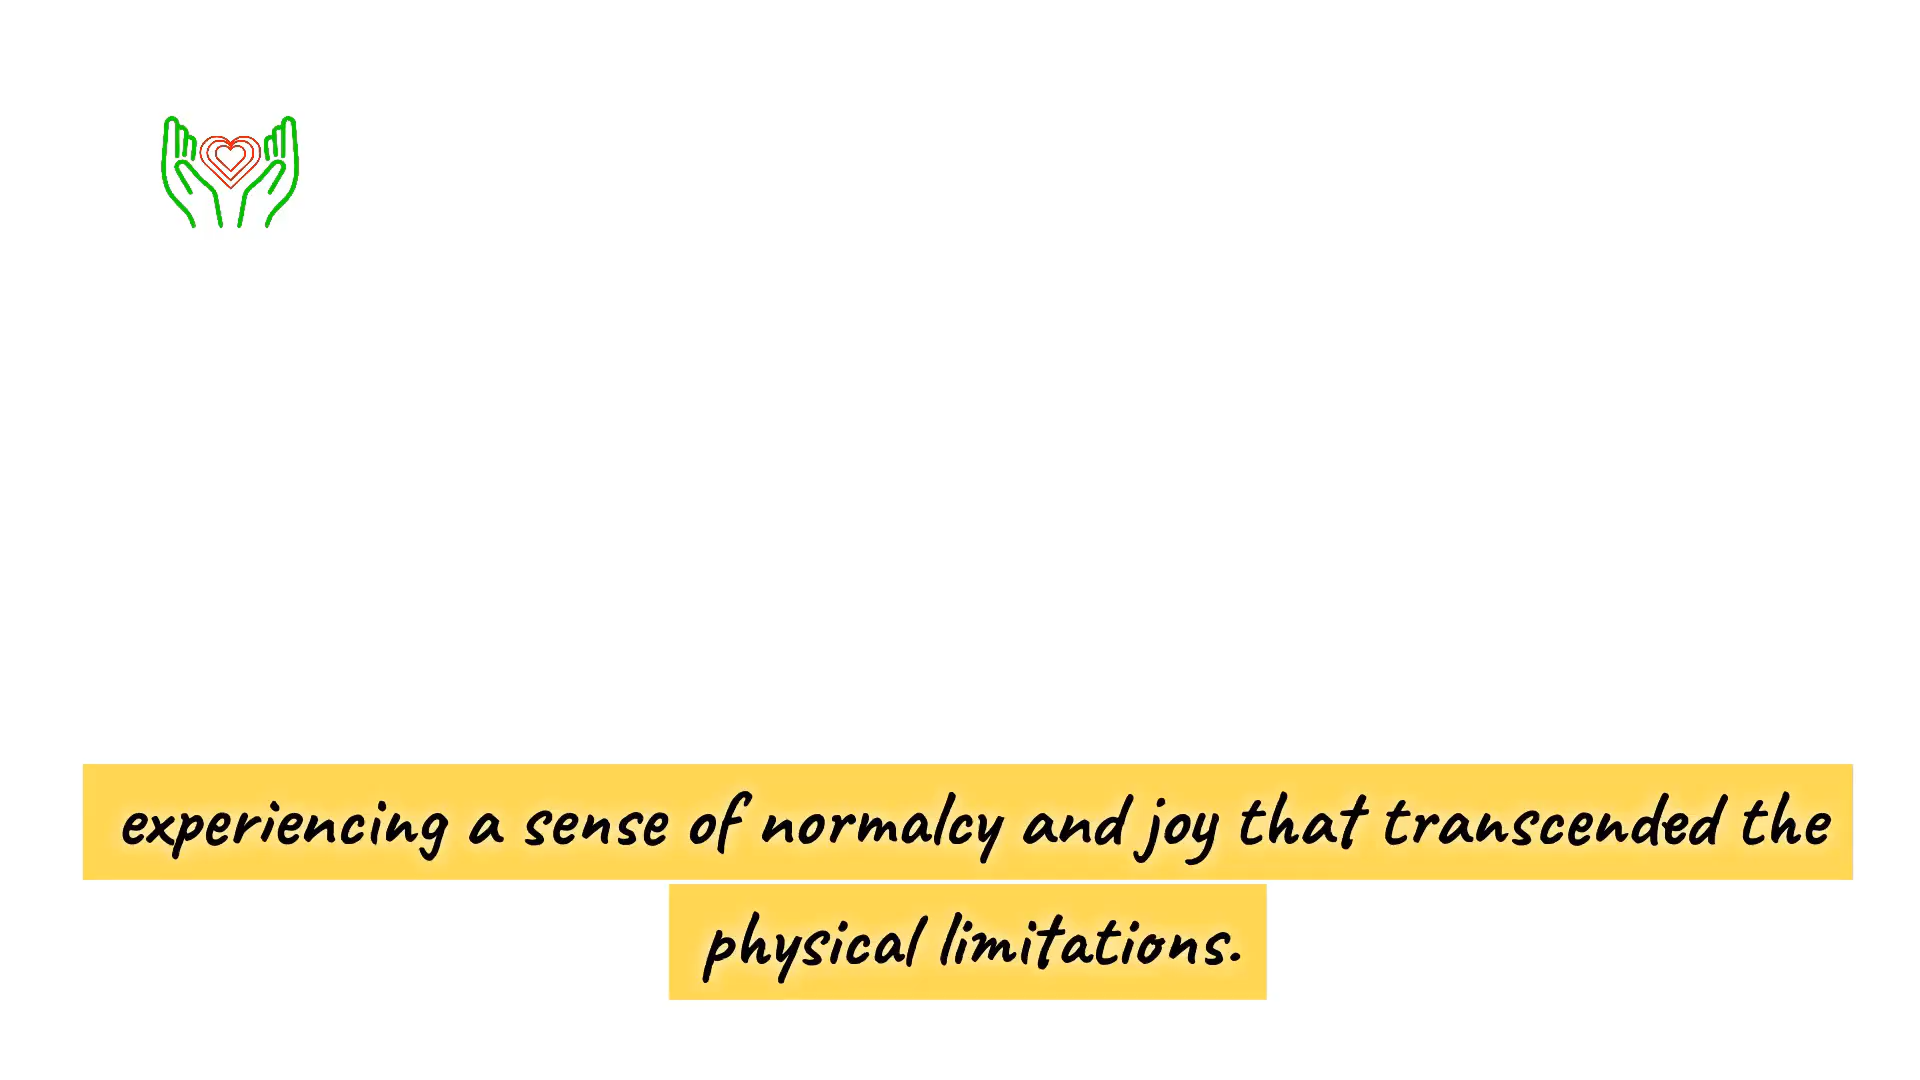 experiencing a sense of normalcy and joy that transcended the
physical limitations.